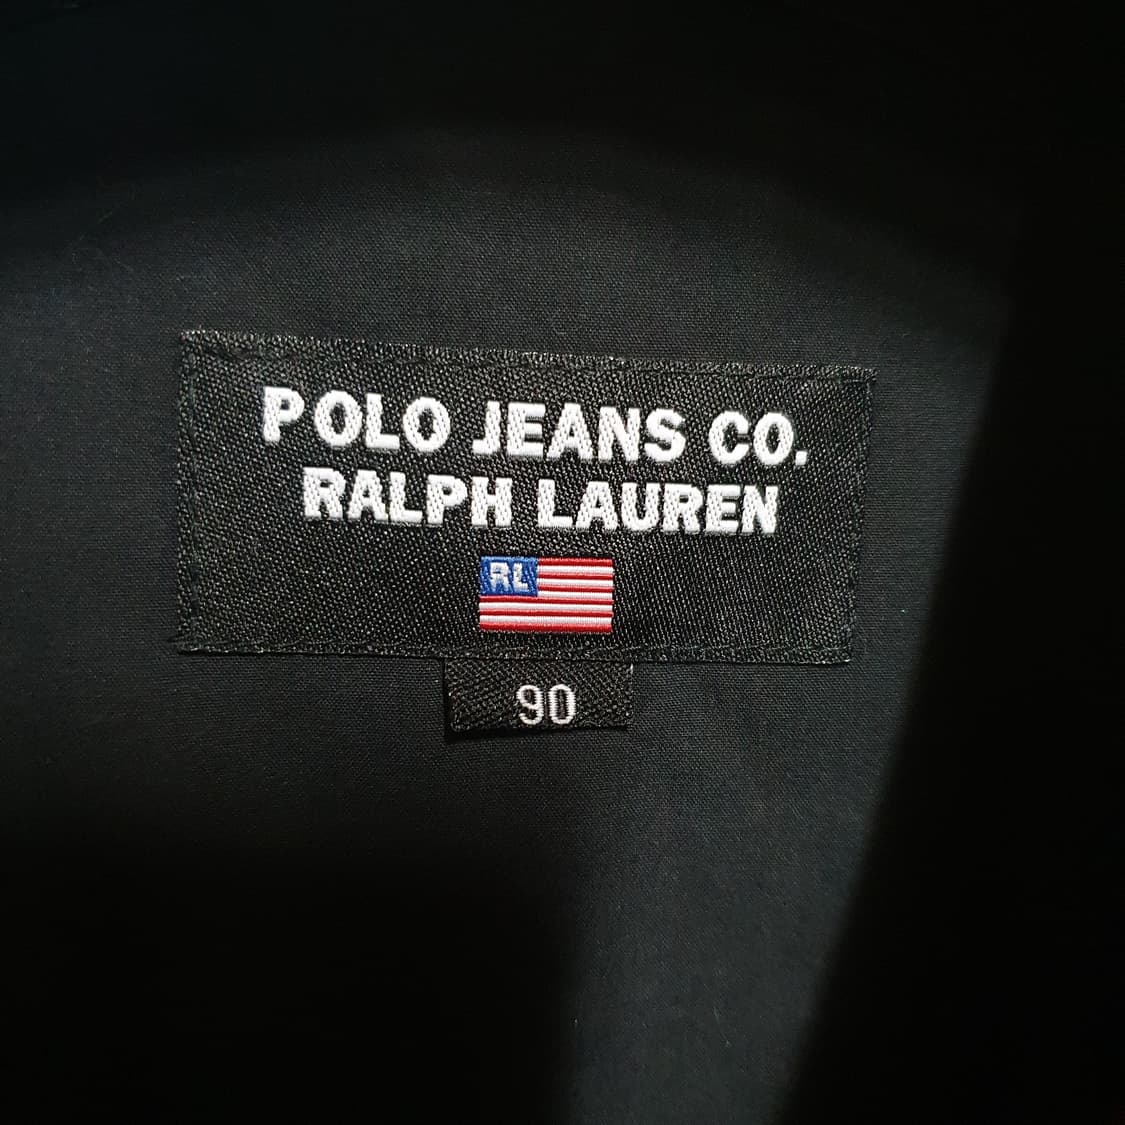 POLO JEANS CO.
RALPH LAUREN
RL
90